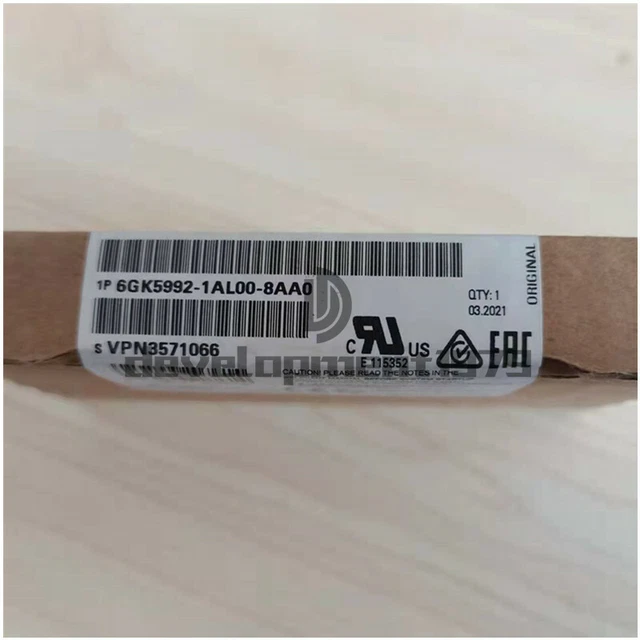 1P 6GK5992-1AL00-8AA0
S VPN3571066
QTY: 1
03.2021
ORIGINAL
C US
E 115352
EAC
CAUTION! PLEASE READ THE NOTES IN THE